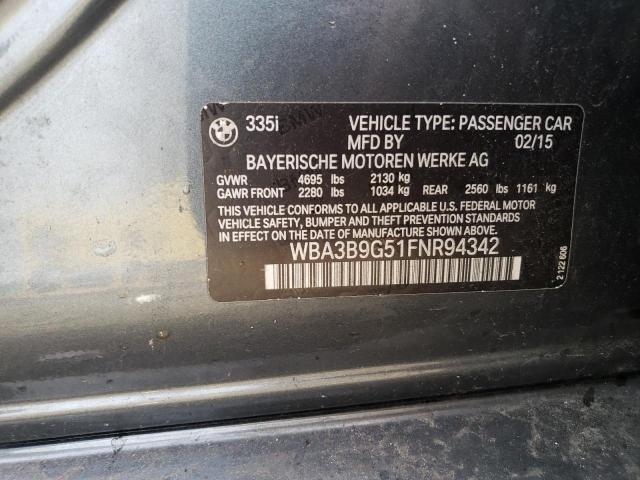 335i VEHICLE TYPE: PASSENGER CAR
MFD BY 02/15
BAYERISCHE MOTOREN WERKE AG
GVWR 4695 lbs 2130 kg
GAWR FRONT 2280 lbs 1034 kg REAR 2560 lbs 1161 kg
THIS VEHICLE CONFORMS TO ALL APPLICABLE U.S. FEDERAL MOTOR
VEHICLE SAFETY, BUMPER AND THEFT PREVENTION STANDARDS
IN EFFECT ON THE DATE OF MANUFACTURE SHOWN ABOVE.
WBA3B9G51FNR94342
2 122 606